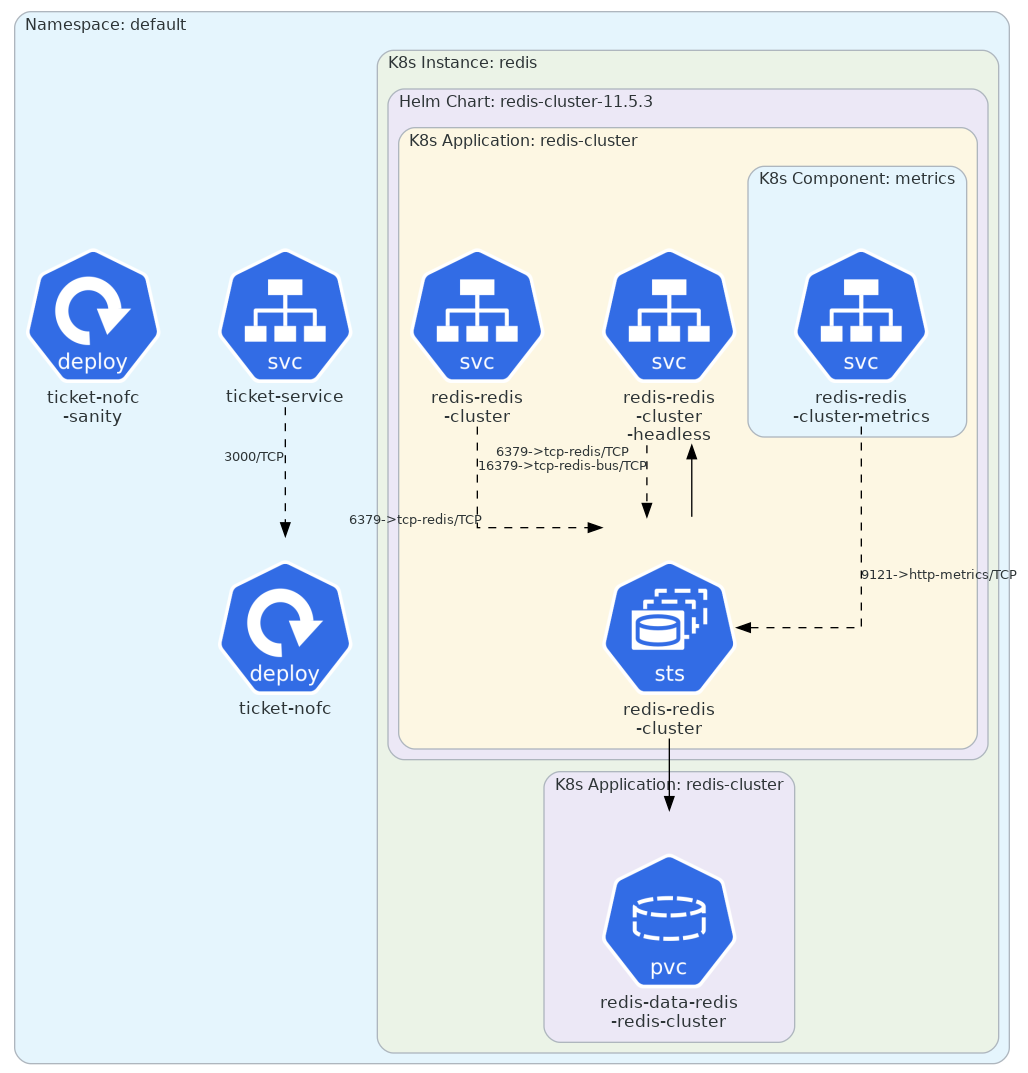 Namespace: default
K8s Instance: redis
Helm Chart: redis-cluster-11.5.3
K8s Application: redis-cluster
K8s Component: metrics
deploy
ticket-nofc
-sanity
svc
ticket-service
svc
redis-redis
-cluster
svc
redis-redis
-cluster
-headless
svc
redis-redis
-cluster-metrics
3000/TCP
6379->tcp-redis/TCP
16379->tcp-redis-bus/TCP
6379->tcp-redis/TCP
9121->http-metrics/TCP
deploy
ticket-nofc
sts
redis-redis
-cluster
K8s Application: redis-cluster
pvc
redis-data-redis
-redis-cluster